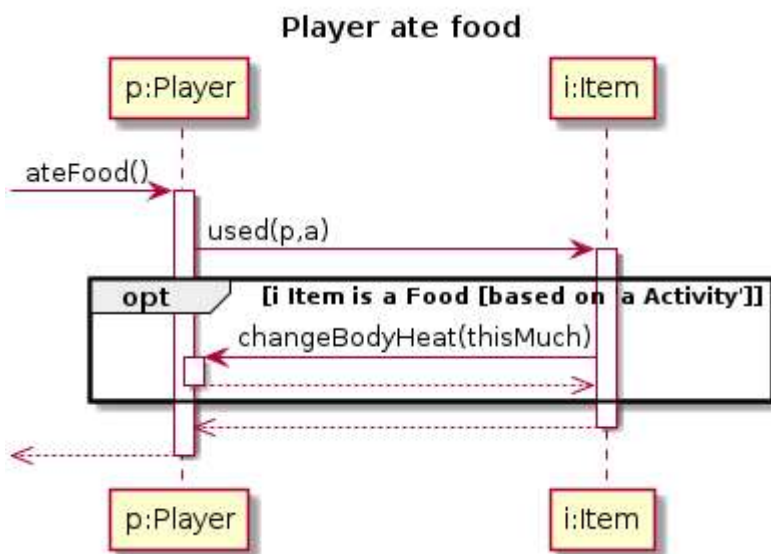 Player ate food
p:Player
i:Item
ateFood()
used(p,a)
opt
[i Item is a Food [based on 'a Activity']]
changeBodyHeat(thisMuch)
p:Player
i:Item